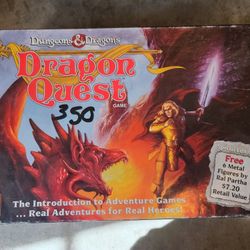 Dungeons & Dragons
Dragon
Quest
GAME
350
Free
6 Metal
Figures by
Ral Partha
$7.20
Retail Value
The Introduction to Adventure Games
... Real Adventures for Real Heroes!